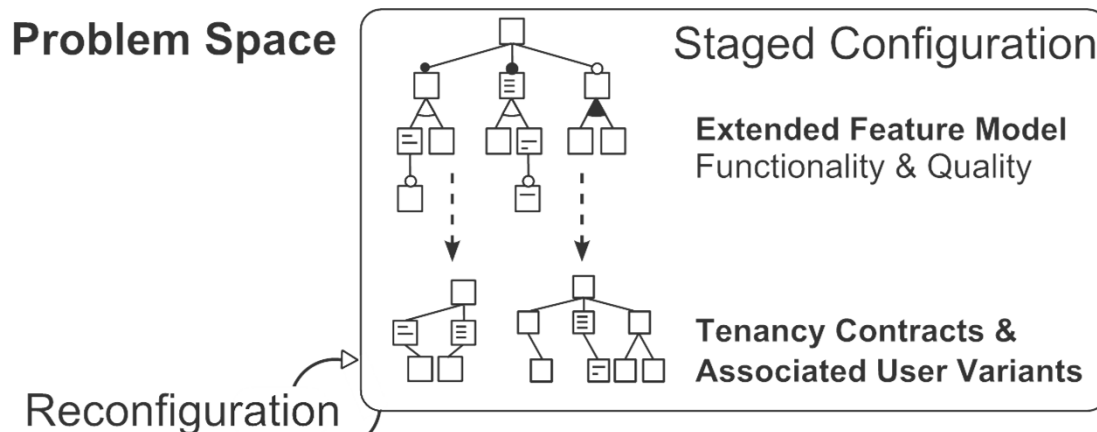 Problem Space
Staged Configuration
Extended Feature Model
Functionality & Quality
Tenancy Contracts &
Associated User Variants
Reconfiguration